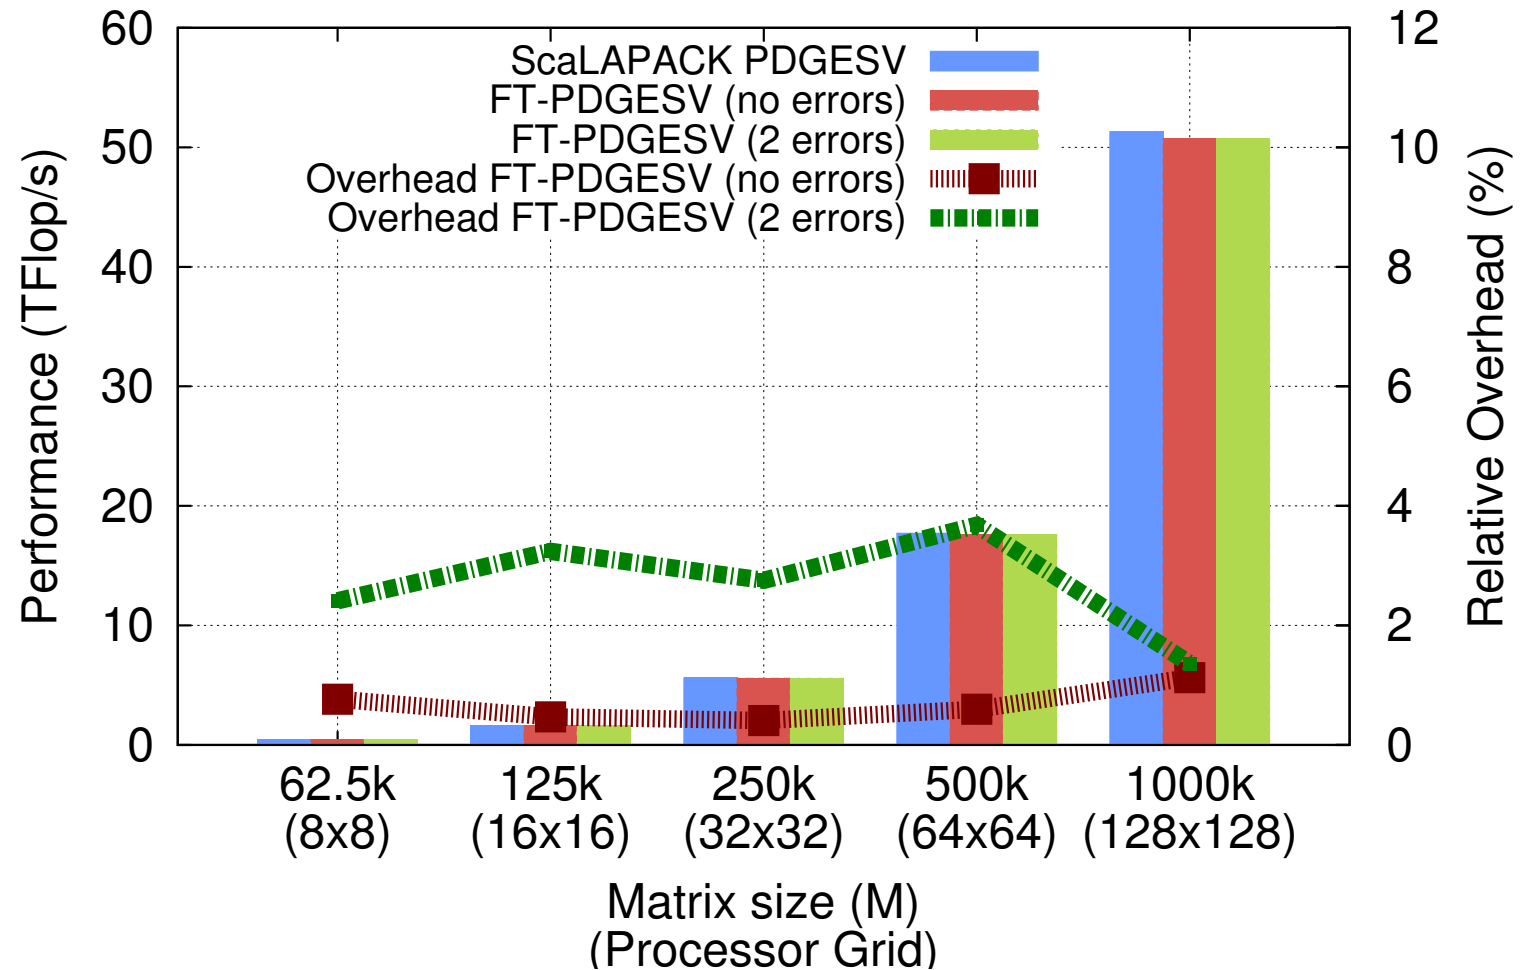 60
50
40
30
20
10
0
Performance (TFlop/s)
ScaLAPACK PDGESV
FT-PDGESV (no errors)
FT-PDGESV (2 errors)
Overhead FT-PDGESV (no errors)
Overhead FT-PDGESV (2 errors)
12
10
8
6
4
2
0
Relative Overhead (%)
62.5k 125k 250k 500k 1000k
(8x8) (16x16) (32x32) (64x64) (128x128)
Matrix size (M)
(Processor Grid)